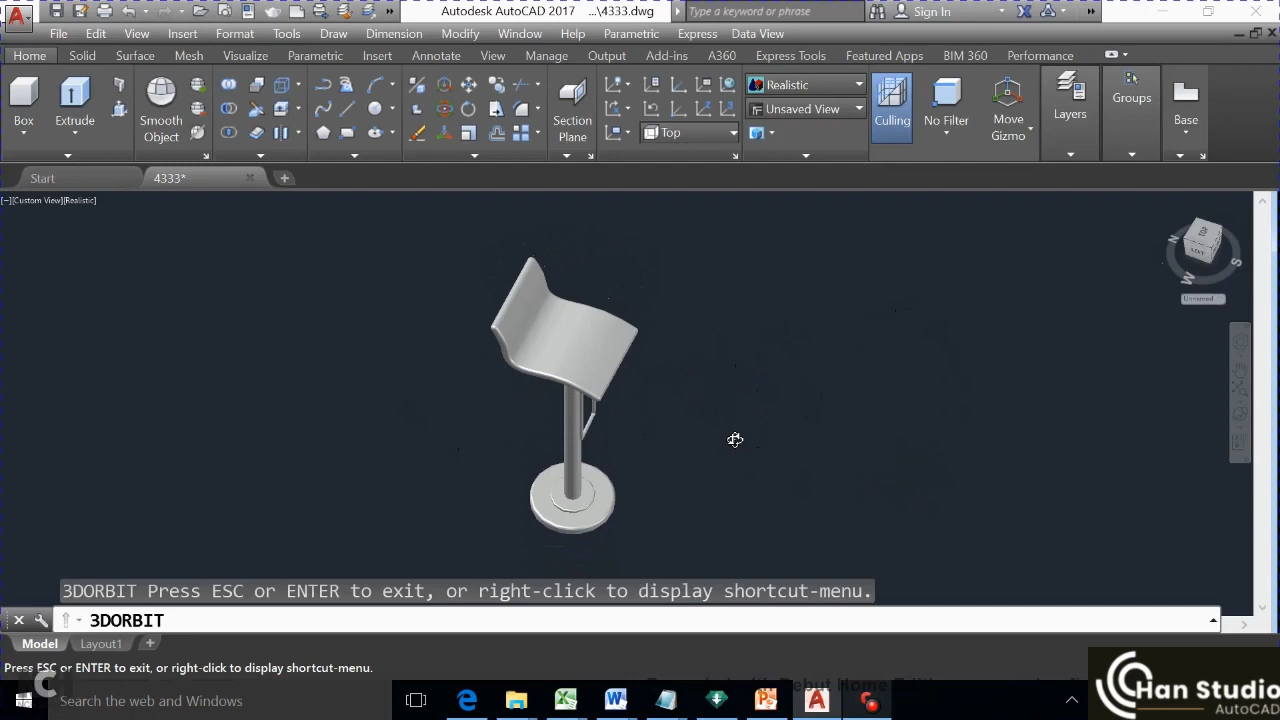 Autodesk AutoCAD 2017 ...\4333.dwg
Type a keyword or phrase
Sign In
File Edit View Insert Format Tools Draw Dimension Modify Window Help Parametric Express Data View
Home Solid Surface Mesh Visualize Parametric Insert Annotate View Manage Output Add-ins A360 Express Tools Featured Apps BIM 360 Performance
Box
Extrude
Smooth
Object
Section
Plane
Realistic
Unsaved View
Top
Culling
No Filter
Move
Gizmo
Layers
Groups
Base
Start
4333*
[−][Custom View][Realistic]
TOP
N
S
W
Unnamed
3DORBIT Press ESC or ENTER to exit, or right-click to display shortcut-menu.
3DORBIT
Model
Layout1
Press ESC or ENTER to exit, or right-click to display shortcut-menu.
Search the web and Windows
Debut Home Edition
Han Studio
AutoCAD